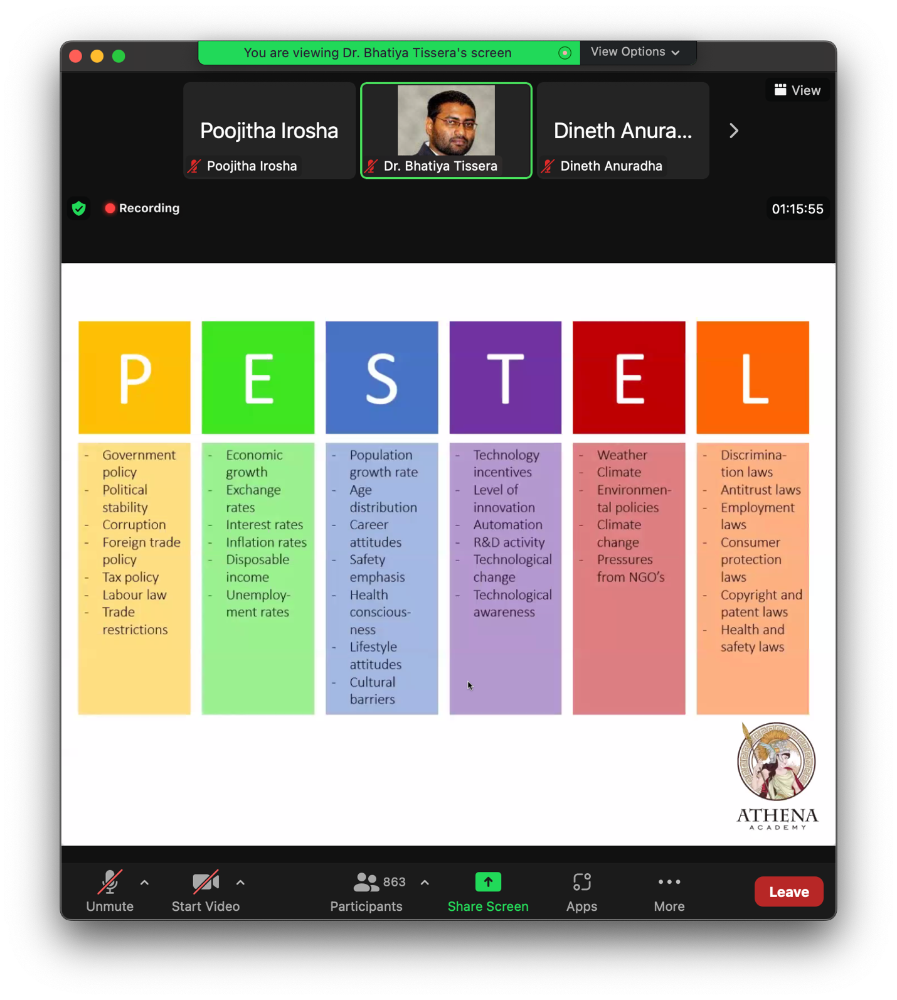 You are viewing Dr. Bhatiya Tissera's screen
View Options
View
Poojitha Irosha
Dineth Anura...
Poojitha Irosha
Dr. Bhatiya Tissera
Dineth Anuradha
Recording
01:15:55
P
E
S
T
E
L
- Government
policy
- Political
stability
- Corruption
- Foreign trade
policy
- Tax policy
- Labour law
- Trade
restrictions
- Economic
growth
- Exchange
rates
- Interest rates
- Inflation rates
- Disposable
income
- Unemploy-
ment rates
- Population
growth rate
- Age
distribution
- Career
attitudes
- Safety
emphasis
- Health
conscious-
ness
- Lifestyle
attitudes
- Cultural
barriers
- Technology
incentives
- Level of
innovation
- Automation
- R&D activity
- Technological
change
- Technological
awareness
- Weather
- Climate
- Environmen-
tal policies
- Climate
change
- Pressures
from NGO's
- Discrimina-
tion laws
- Antitrust laws
- Employment
laws
- Consumer
protection
laws
- Copyright and
patent laws
- Health and
safety laws
ATHENA
ACADEMY
Unmute
Start Video
863
Participants
Share Screen
Apps
More
Leave